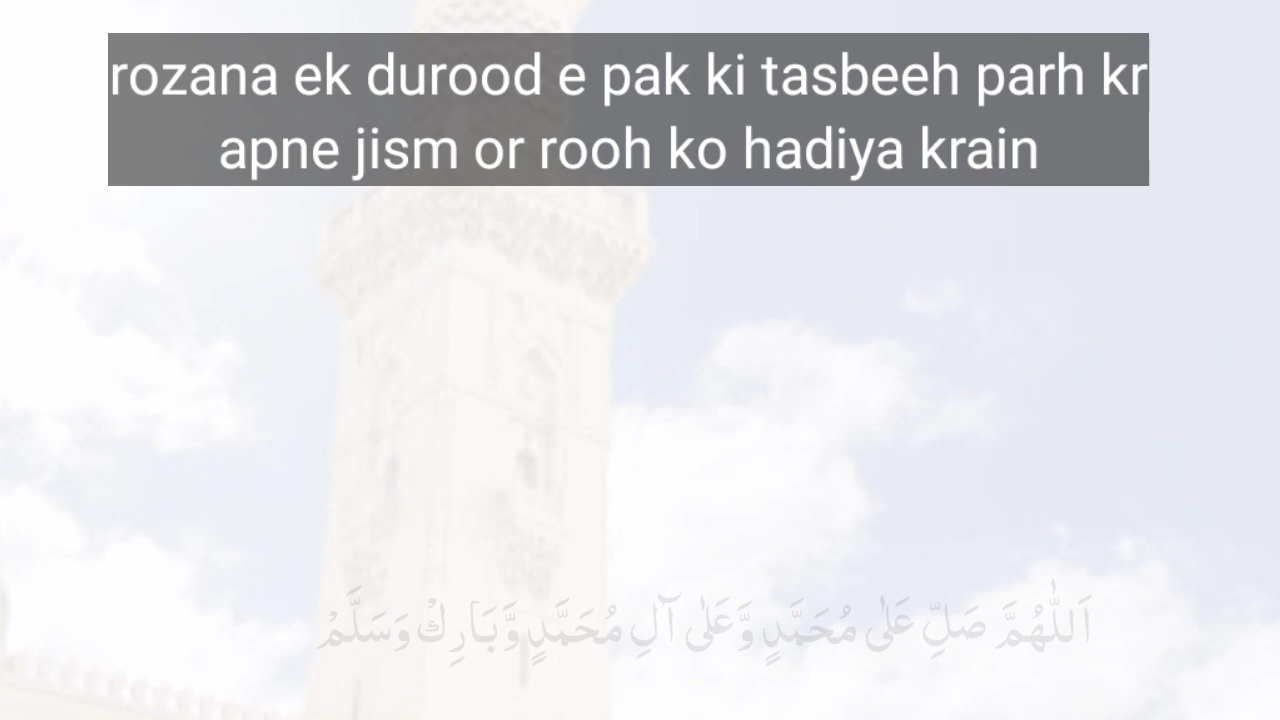 rozana ek durood e pak ki tasbeeh parh kr
apne jism or rooh ko hadiya krain
اَللّٰهُمَّ صَلِّ عَلٰى مُحَمَّدٍ وَّعَلٰى آلِ مُحَمَّدٍ وَّبَارِكْ وَسَلَّمْ